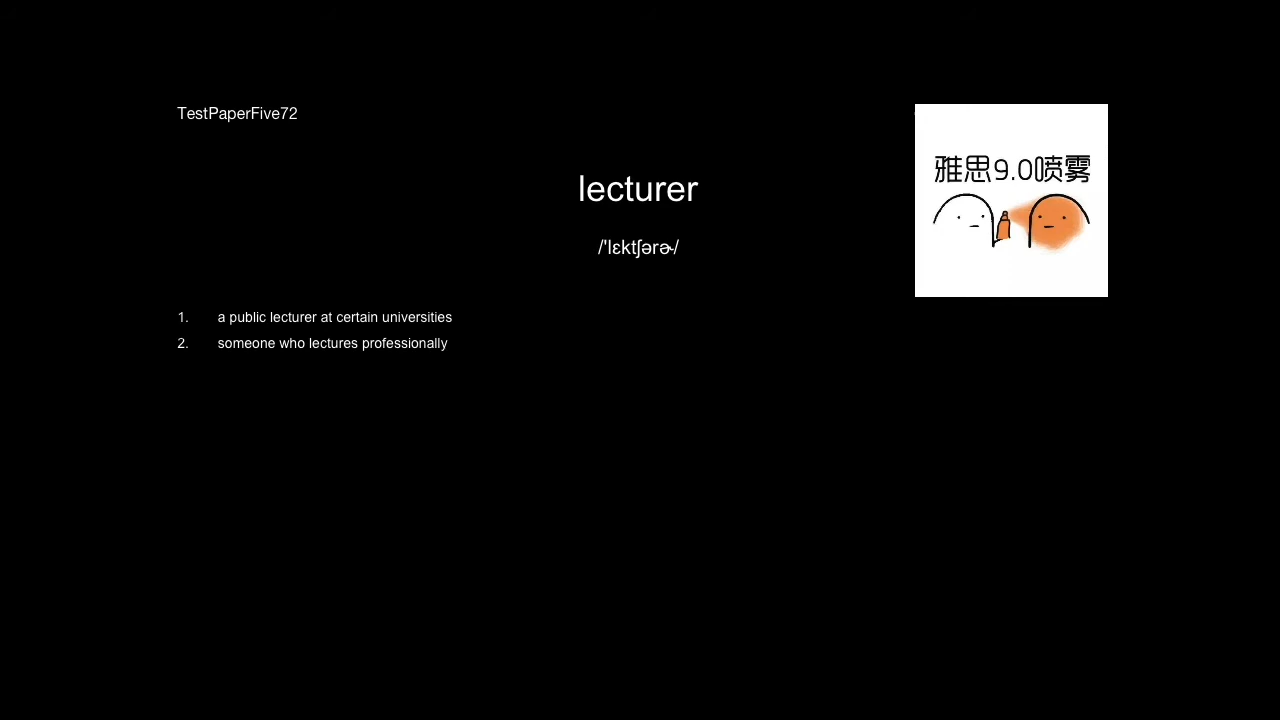 TestPaperFive72
雅思9.0喷雾
lecturer
/'lɛktʃərɚ/
1. a public lecturer at certain universities
2. someone who lectures professionally